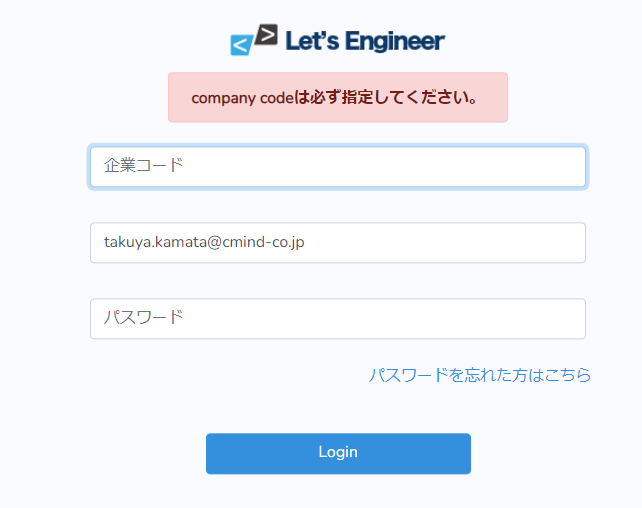 Let's Engineer
company codeは必ず指定してください。
企業コード
takuya.kamata@cmind-co.jp
パスワード
パスワードを忘れた方はこちら
Login